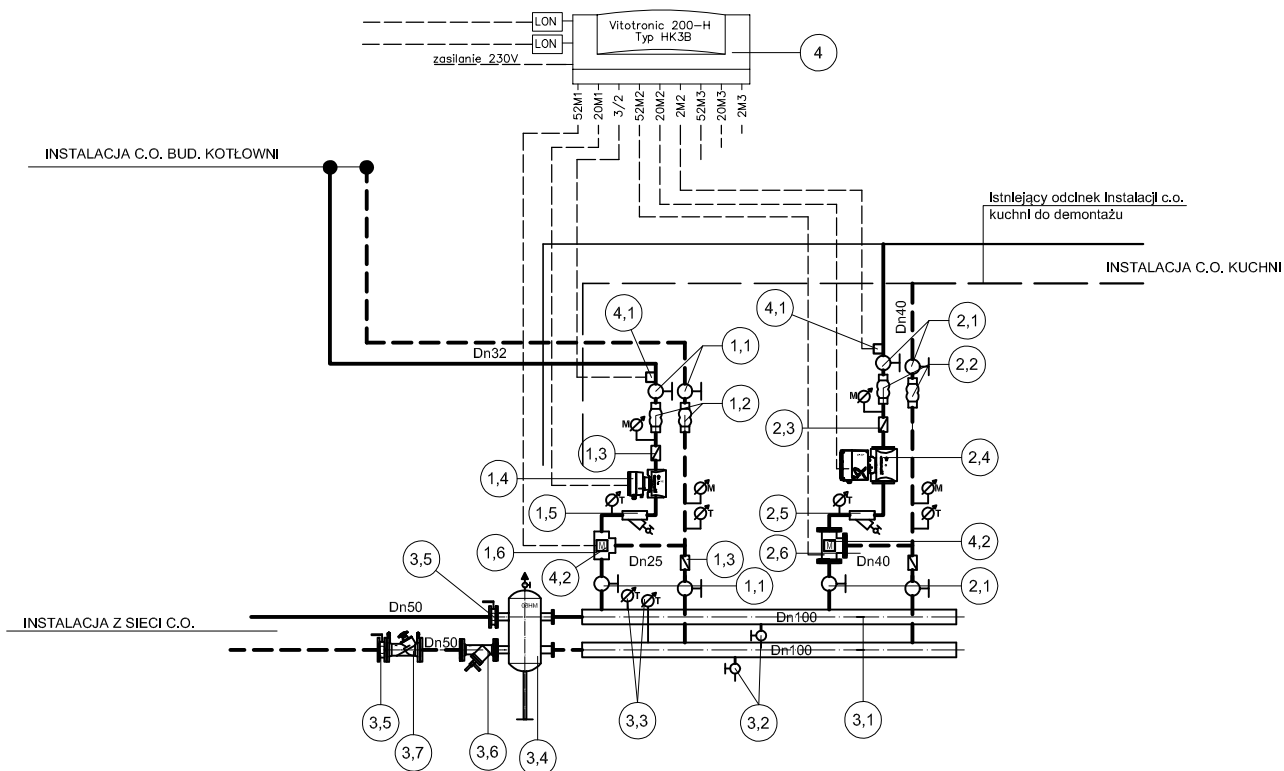 LON
Vitotronic 200-H
Typ HK3B
LON
4
zasilanie 230V
52M1
20M1
3/2
52M2
20M2
2M2
52M3
20M3
2M3
INSTALACJA C.O. BUD. KOTŁOWNI
Istniejący odcinek instalacji c.o.
kuchni do demontażu
INSTALACJA C.O. KUCHNI
4,1
1,1
4,1
Dn40
2,1
Dn32
2,2
1,2
M
M
2,3
1,3
2,4
1,4
M
M
T
T
1,5
T
2,5
T
M
M
1,6
4,2
2,6
Dn25
1,3
Dn40
4,2
3,5
1,1
2,1
T
T
Dn50
Dn100
INSTALACJA Z SIECI C.O.
Dn50
Dn100
3,5
3,7
3,6
3,4
3,3
3,2
3,1